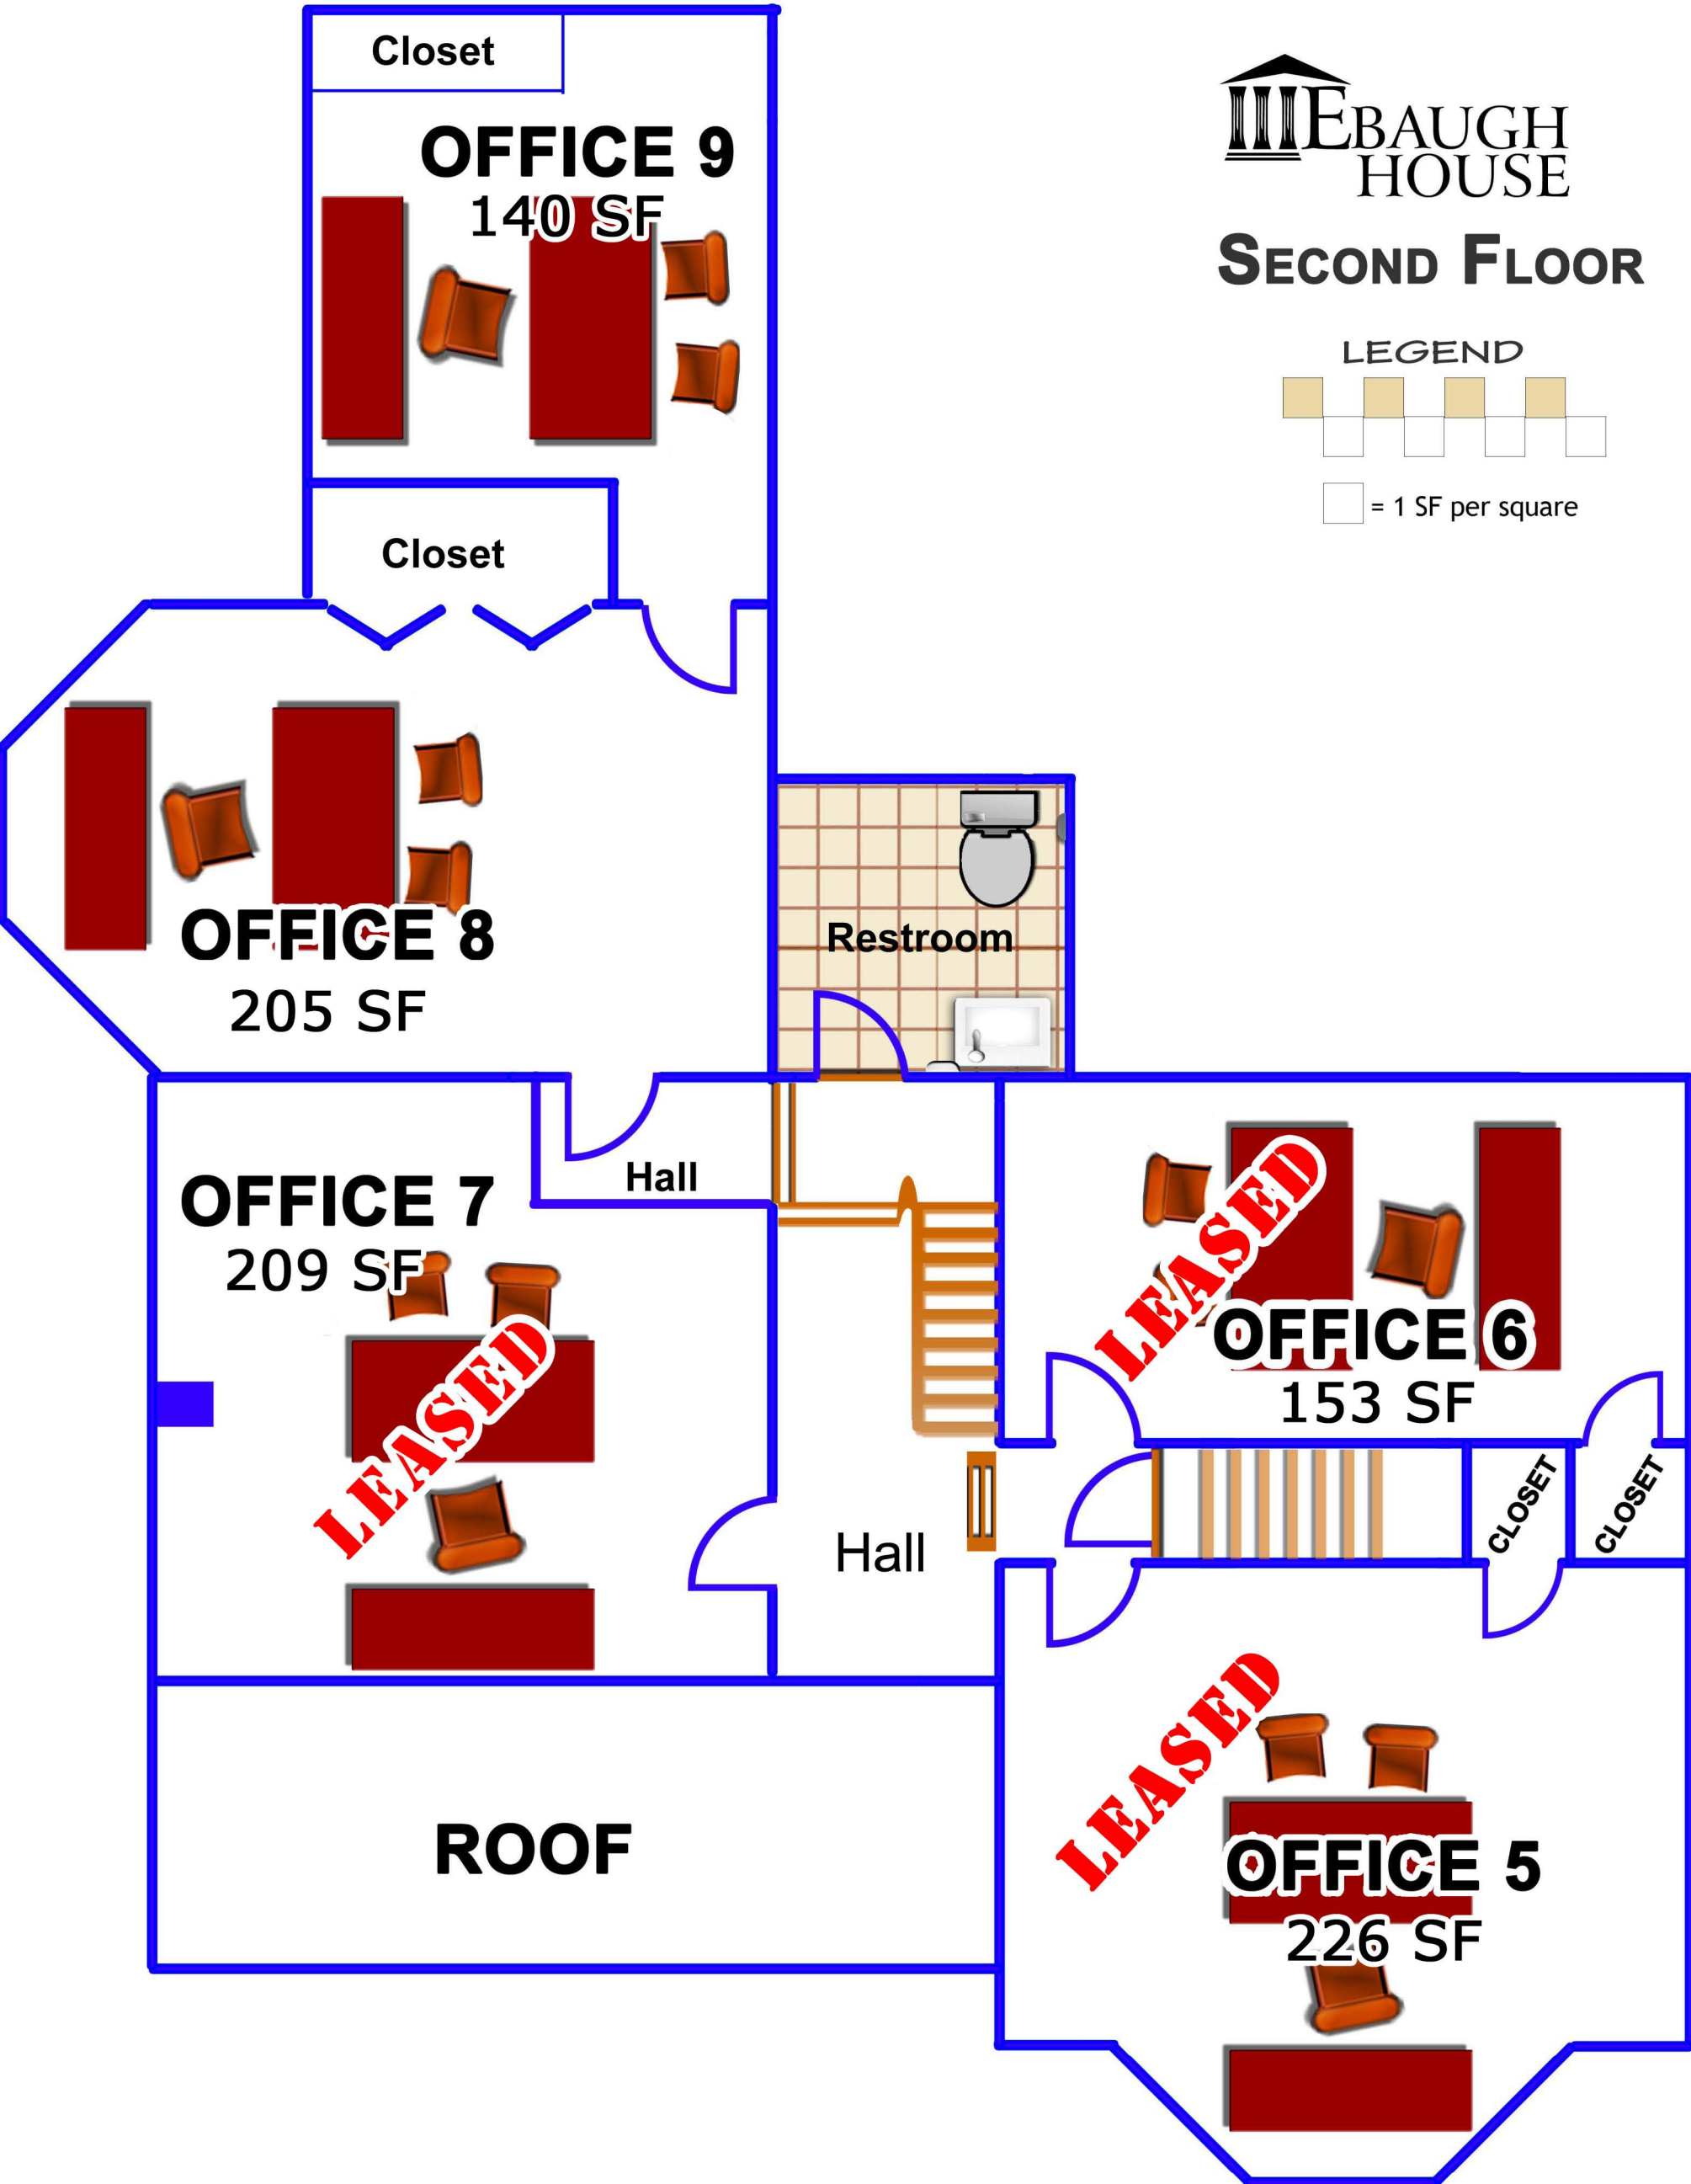 Closet
OFFICE 9
140 SF
EBAUGH
HOUSE
SECOND FLOOR
LEGEND
= 1 SF per square
Closet
OFFICE 8
205 SF
Restroom
Hall
OFFICE 7
209 SF
LEASED
LEASED
OFFICE 6
153 SF
CLOSET
CLOSET
Hall
LEASED
ROOF
OFFICE 5
226 SF